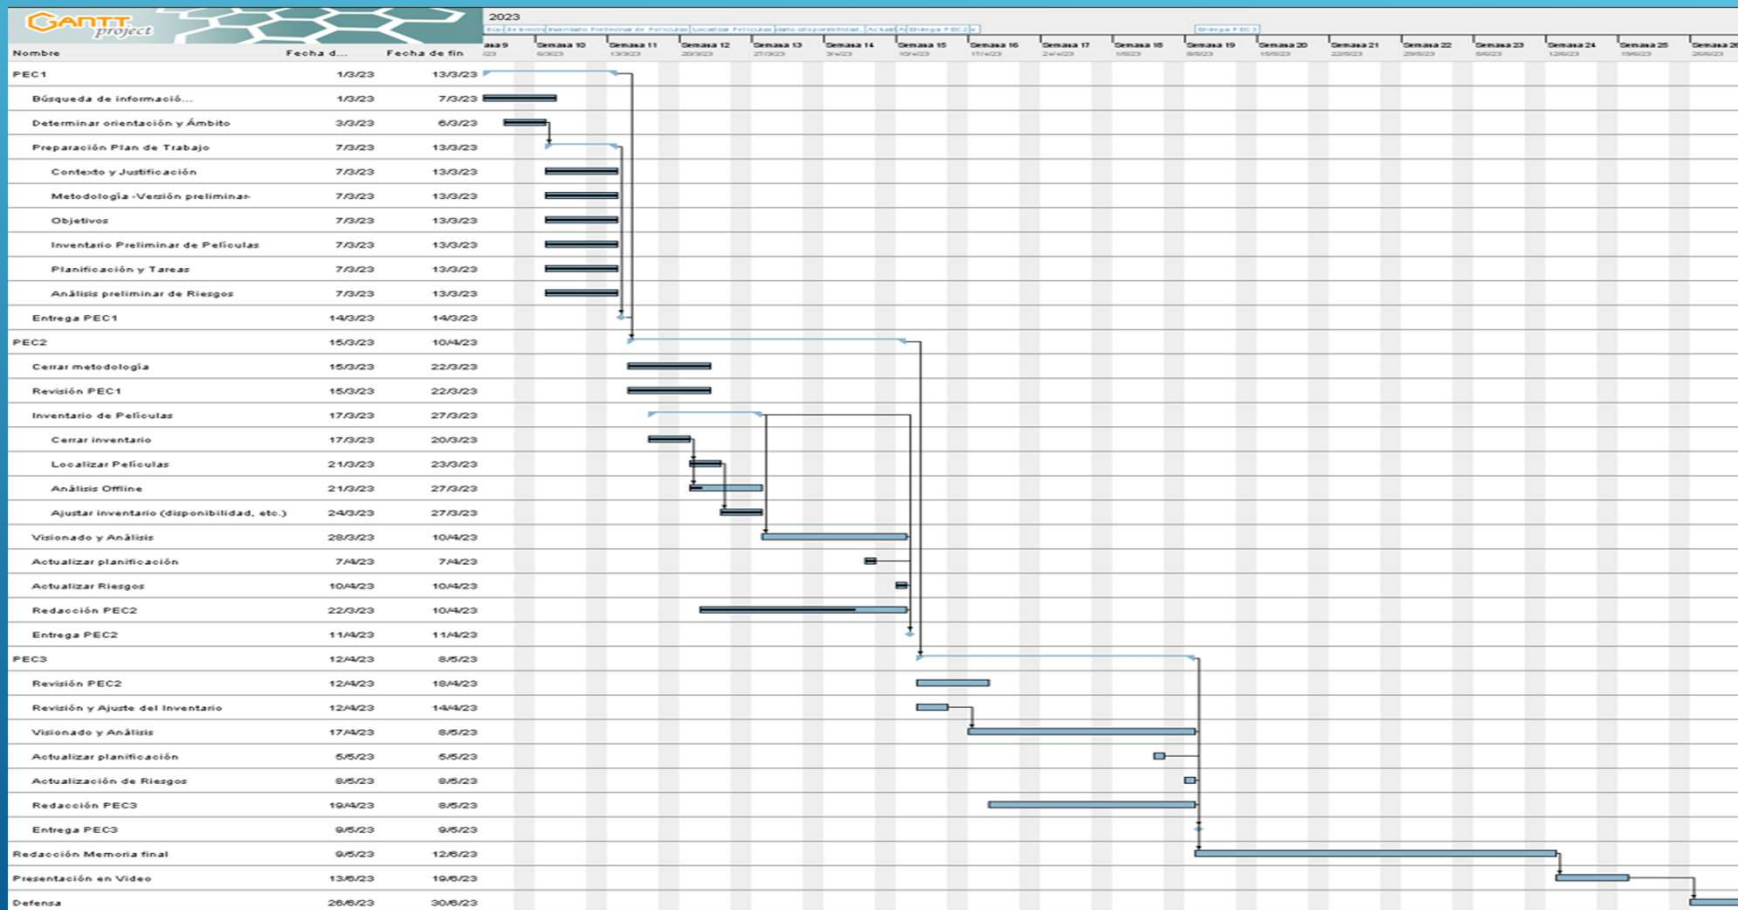 GANTT project
2023
Nombre Fecha d... Fecha de fin
Semana 10 Semana 11 Semana 12 Semana 13 Semana 14 Semana 15 Semana 16 Semana 17 Semana 18 Semana 19 Semana 20 Semana 21 Semana 22 Semana 23 Semana 24 Semana 25 Semana 26
PEC1 1/3/23 13/3/23
Búsqueda de informació... 1/3/23 7/3/23
Determinar orientación y Ámbito 3/3/23 6/3/23
Preparación Plan de Trabajo 7/3/23 13/3/23
Contexto y Justificación 7/3/23 13/3/23
Metodología -Versión preliminar- 7/3/23 13/3/23
Objetivos 7/3/23 13/3/23
Inventario Preliminar de Películas 7/3/23 13/3/23
Planificación y Tareas 7/3/23 13/3/23
Análisis preliminar de Riesgos 7/3/23 13/3/23
Entrega PEC1 14/3/23 14/3/23
PEC2 15/3/23 10/4/23
Cerrar metodología 15/3/23 22/3/23
Revisión PEC1 15/3/23 22/3/23
Inventario de Películas 17/3/23 27/3/23
Cerrar inventario 17/3/23 20/3/23
Localizar Películas 21/3/23 23/3/23
Análisis Offline 21/3/23 27/3/23
Ajustar inventario (disponibilidad, etc.) 24/3/23 27/3/23
Visionado y Análisis 28/3/23 10/4/23
Actualizar planificación 7/4/23 7/4/23
Actualizar Riesgos 10/4/23 10/4/23
Redacción PEC2 22/3/23 10/4/23
Entrega PEC2 11/4/23 11/4/23
PEC3 12/4/23 8/5/23
Revisión PEC2 12/4/23 18/4/23
Revisión y Ajuste del Inventario 12/4/23 14/4/23
Visionado y Análisis 17/4/23 8/5/23
Actualizar planificación 5/5/23 5/5/23
Actualización de Riesgos 8/5/23 8/5/23
Redacción PEC3 19/4/23 8/5/23
Entrega PEC3 9/5/23 9/5/23
Redacción Memoria final 9/5/23 12/6/23
Presentación en Video 13/6/23 19/6/23
Defensa 26/6/23 30/6/23